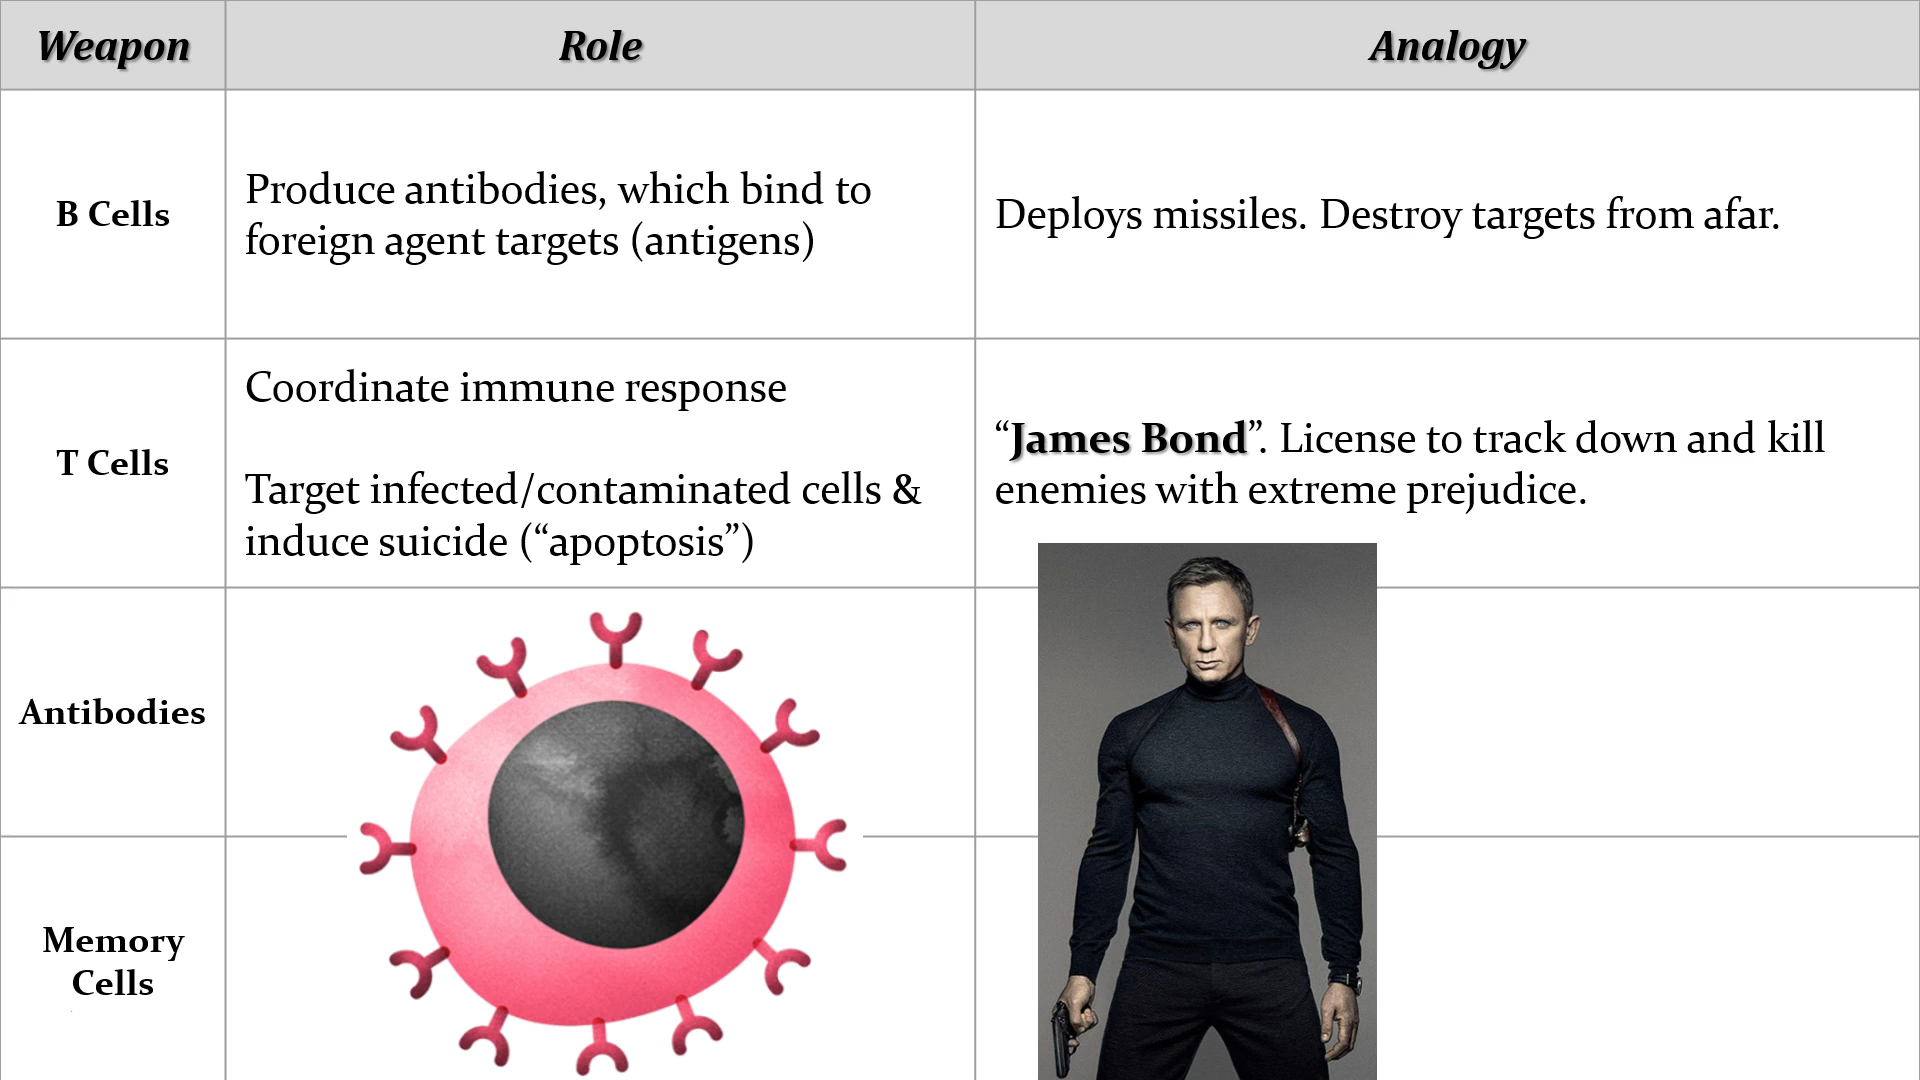 Weapon Role Analogy
B Cells
Produce antibodies, which bind to
foreign agent targets (antigens)
Deploys missiles. Destroy targets from afar.
T Cells
Coordinate immune response
Target infected/contaminated cells &
induce suicide (“apoptosis”)
“James Bond”. License to track down and kill
enemies with extreme prejudice.
Antibodies
Memory
Cells